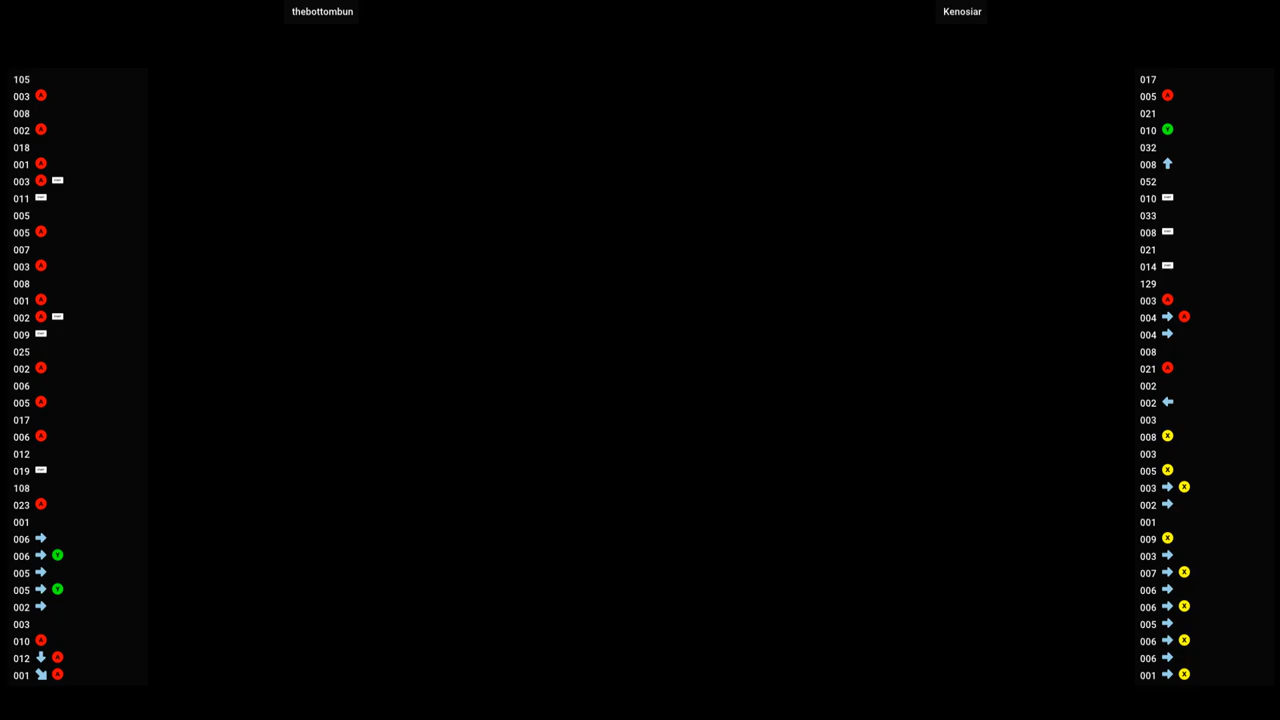 thebottombun
Kenosiar
105
003 A
008
002 A
018
001 A
003 A
011
005
005 A
007
003 A
008
001 A
002 A
009
025
002 A
006
005 A
017
006 A
012
019
108
023 A
001
006
006 Y
005
005 Y
002
003
010 A
012 A
001 A
017
005 A
021
010 Y
032
008
052
010
033
008
021
014
129
003 A
004 A
004
008
021 A
002
002
003
008 X
003
005 X
003 X
002
001
009 X
003
007 X
006
006 X
005
006 X
006
001 X